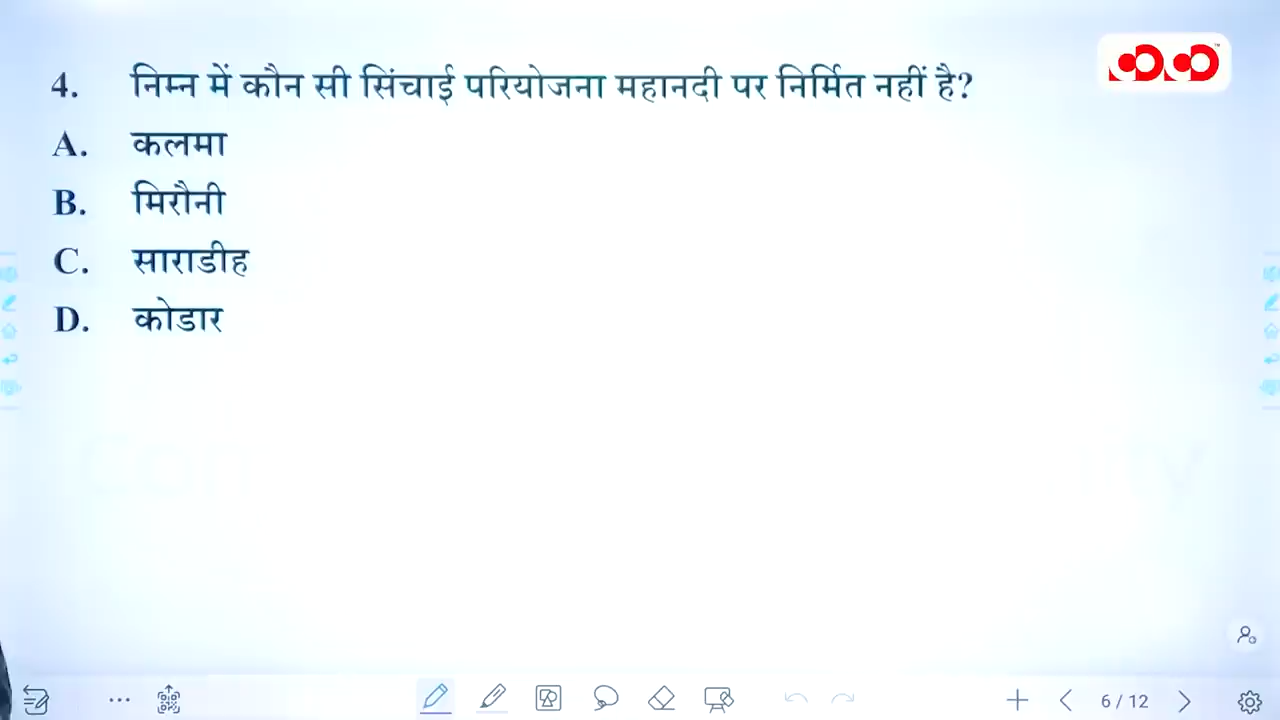 4. निम्न में कौन सी सिंचाई परियोजना महानदी पर निर्मित नहीं है?
A. कलमा
B. मिरौनी
C. साराडीह
D. कोडार
6 / 12